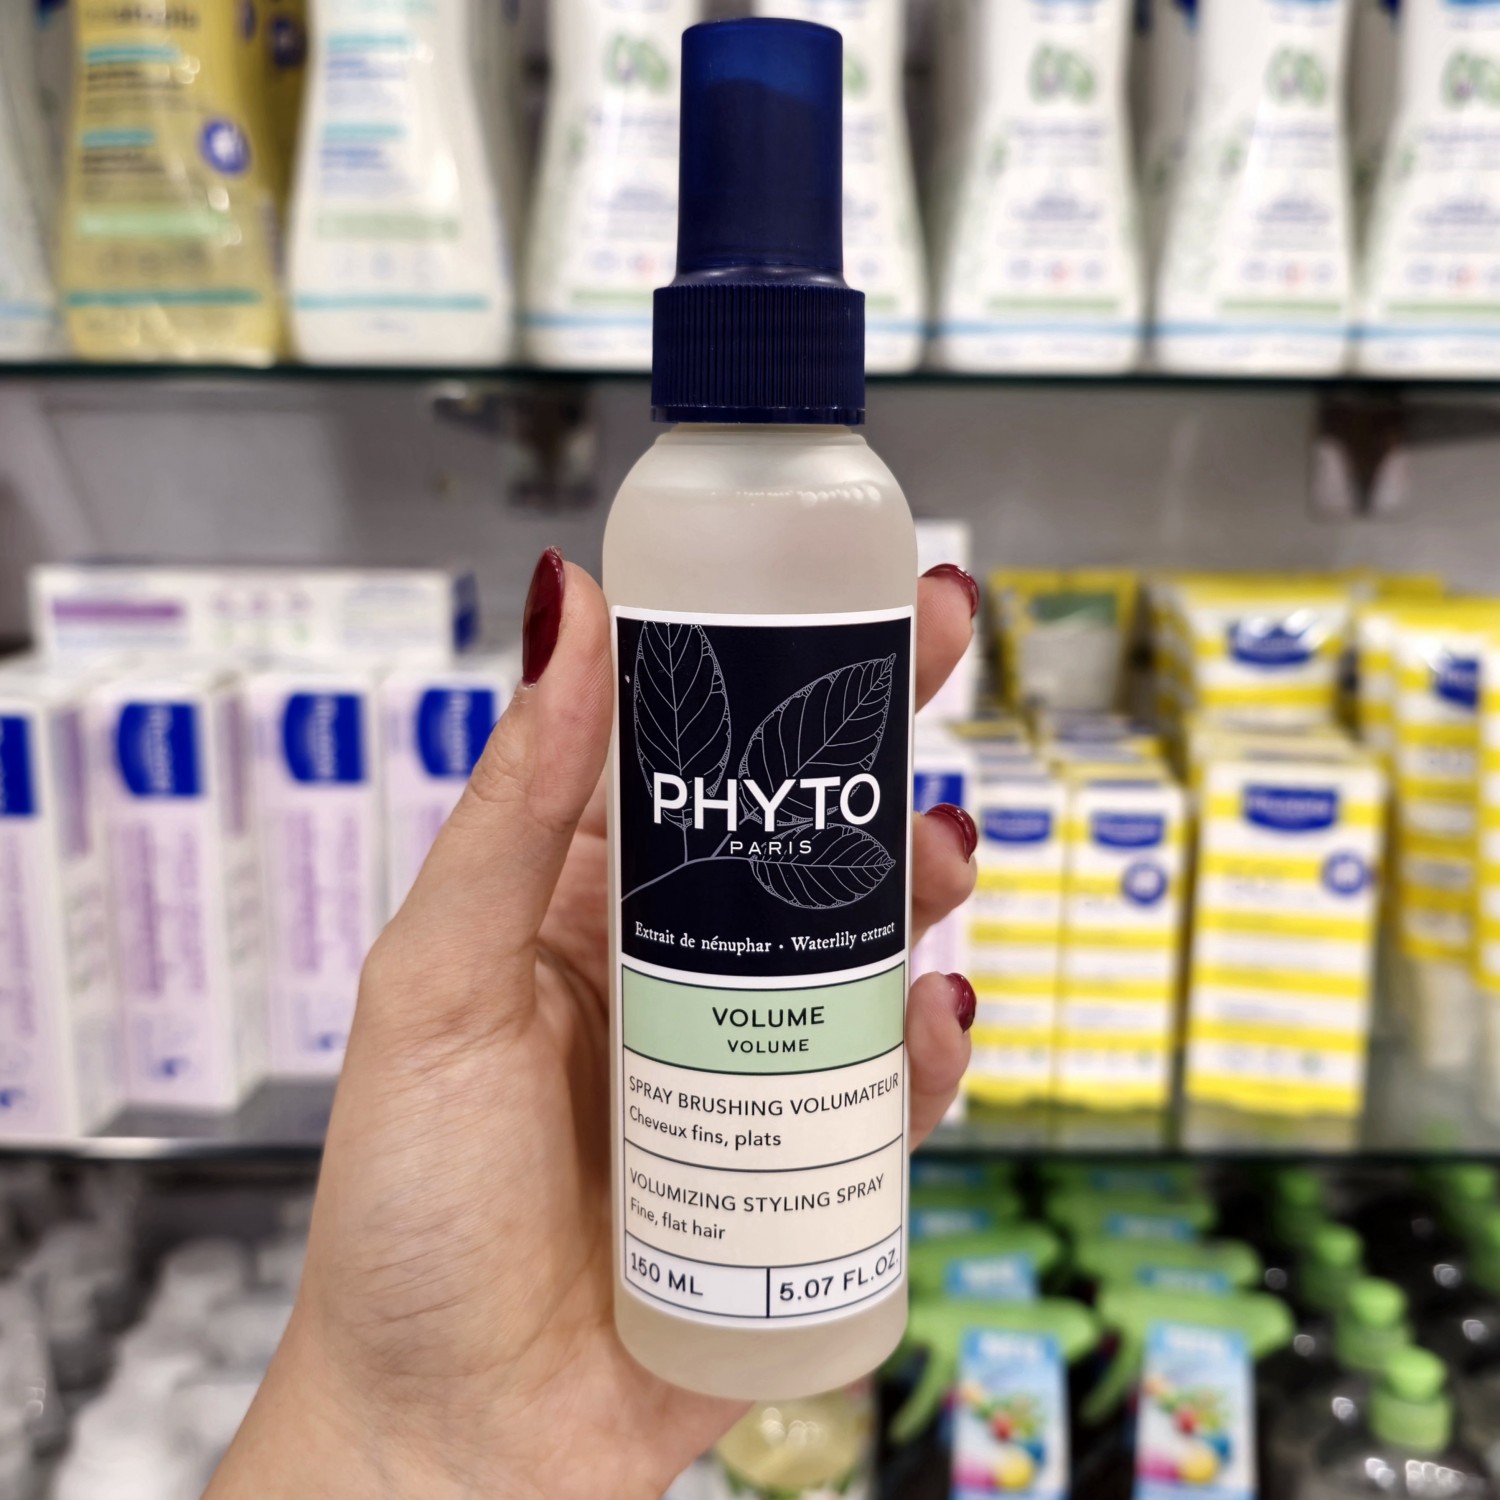 PHYTO
PARIS
Extrait de nénuphar • Waterlily extract
VOLUME
VOLUME
SPRAY BRUSHING VOLUMATEUR
Cheveux fins, plats
VOLUMIZING STYLING SPRAY
Fine, flat hair
150 ML
5.07 FL.OZ.